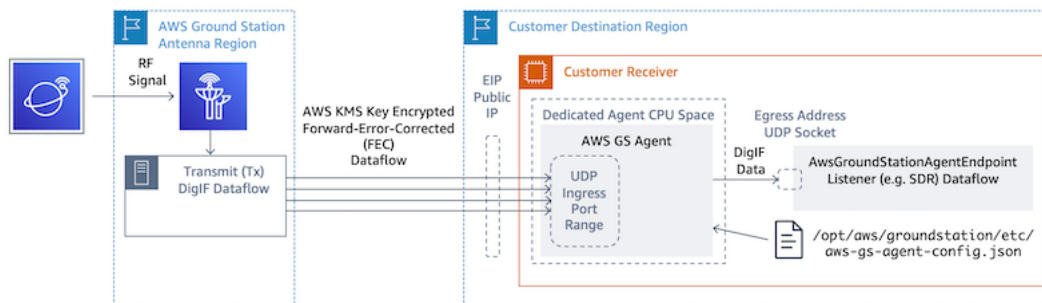 AWS Ground Station
Antenna Region
RF
Signal
Transmit (Tx)
DigIF Dataflow
AWS KMS Key Encrypted
Forward-Error-Corrected
(FEC)
Dataflow
Customer Destination Region
EIP
Public
IP
Customer Receiver
Dedicated Agent CPU Space
AWS GS Agent
UDP
Ingress
Port
Range
DigIF
Data
Egress Address
UDP Socket
AwsGroundStationAgentEndpoint
Listener (e.g. SDR) Dataflow
/opt/aws/groundstation/etc/
aws-gs-agent-config.json